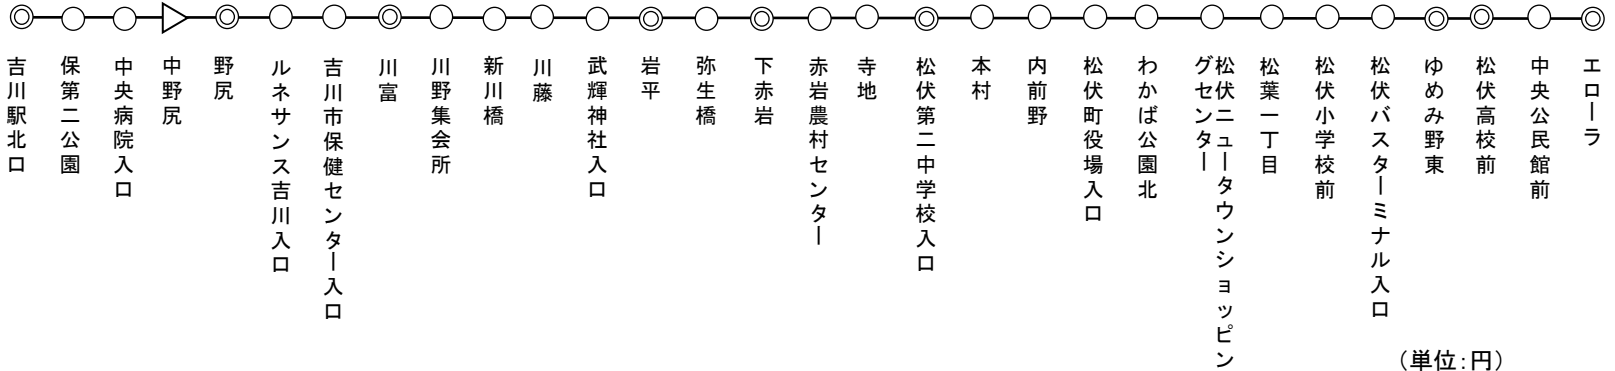 吉川駅北口
保第二公園
中央病院入口
中野尻
野尻
ルネサンス吉川入口
吉川市保健センター入口
川富
川野集会所
新川橋
川藤
武輝神社入口
岩平
弥生橋
下赤岩
赤岩農村センター
寺地
松伏第二中学校入口
本村
内前野
松伏町役場入口
わかば公園北
松伏ニュータウンショッピン
グセンター
松葉一丁目
松伏小学校前
松伏バスターミナル入口
ゆめみ野東
松伏高校前
中央公民館前
エローラ
（単位:円）